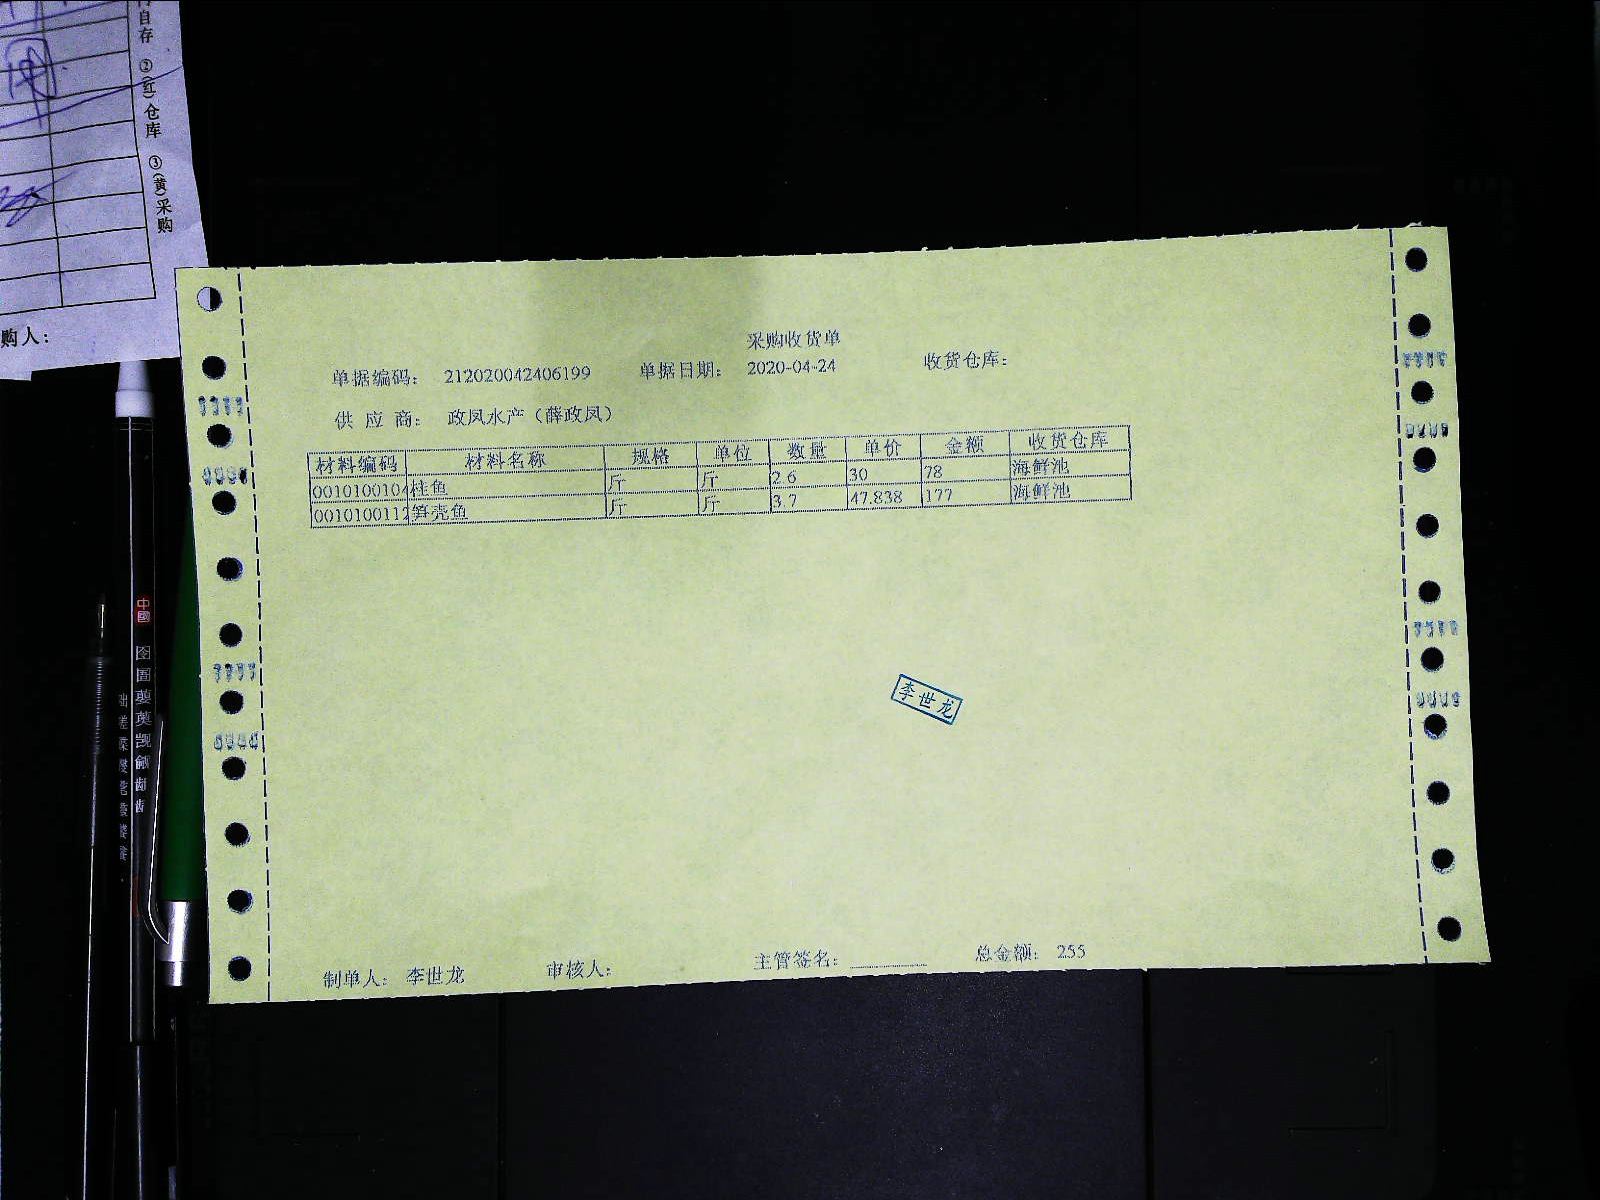 自存 ②(红)仓库 ③(黄)采购
购人：
采购收货单
单据编码： 212020042406199 单据日期： 2020-04-24 收货仓库：
供 应 商： 政凤水产（薛政凤）
材料编码 材料名称 规格 单位 数量 单价 金额 收货仓库
0010100104 桂鱼 斤 斤 2.6 30 78 海鲜池
0010100112 笋壳鱼 斤 斤 3.7 47.838 177 海鲜池
李世龙
制单人： 李世龙 审核人： 主管签名： 总金额： 255
中国